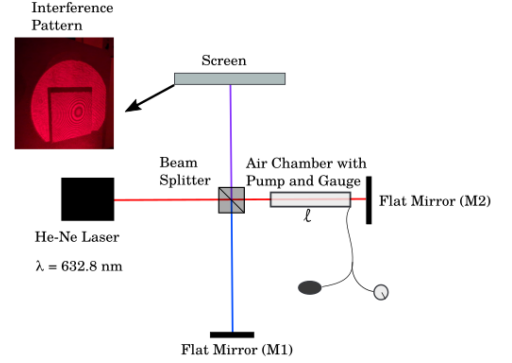 Interference
Pattern
Screen
Beam
Splitter
Air Chamber with
Pump and Gauge
ℓ
Flat Mirror (M2)
He-Ne Laser
λ = 632.8 nm
Flat Mirror (M1)